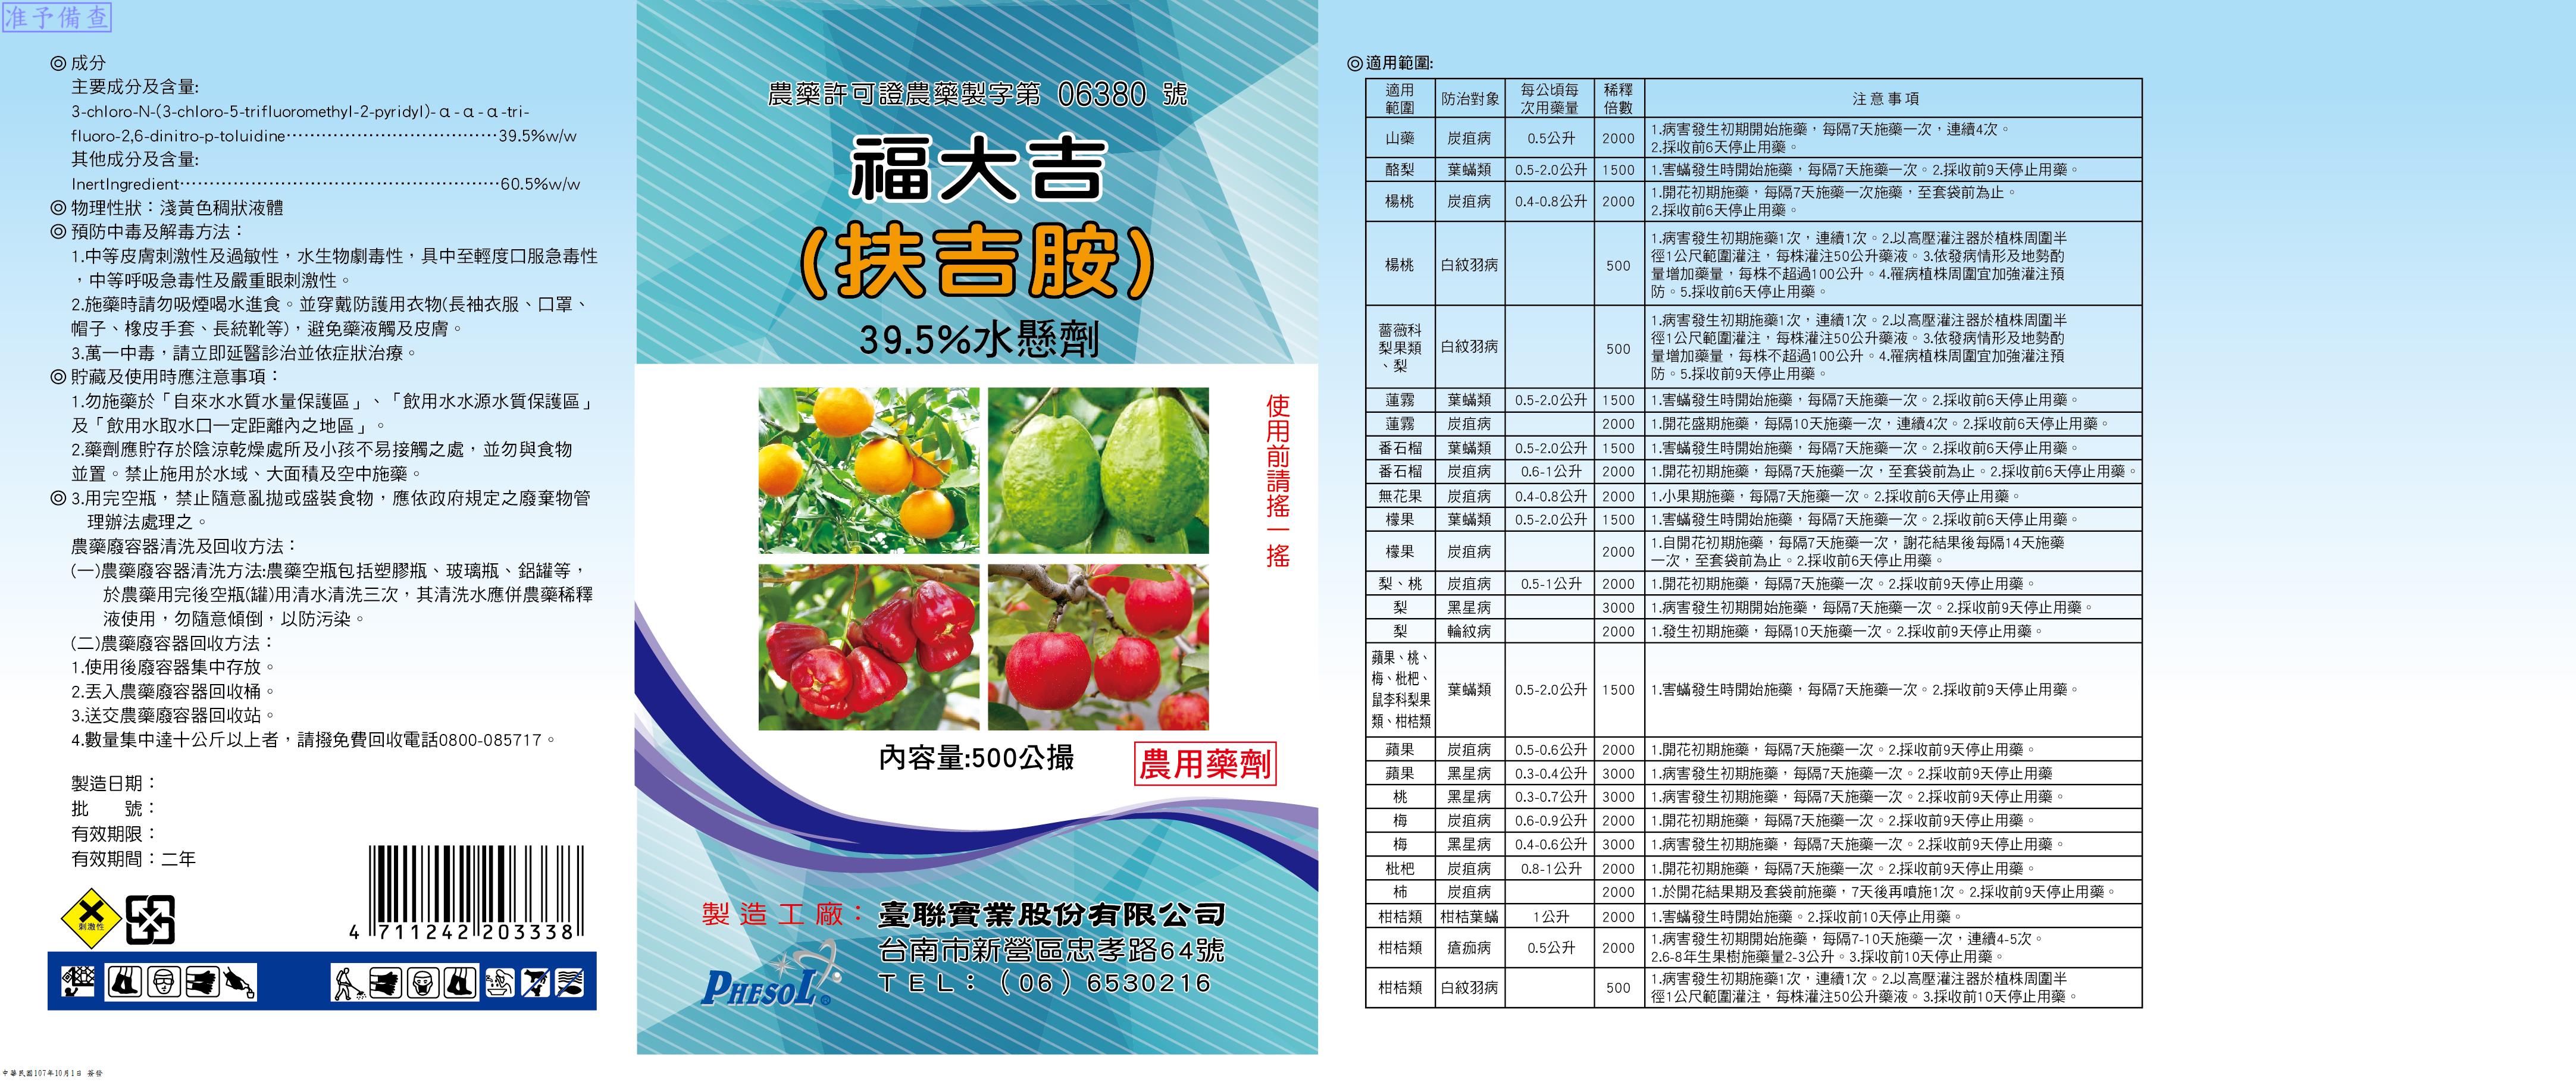 准予備查
◎ 成分
主要成分及含量:
3-chloro-N-(3-chloro-5-trifluoromethyl-2-pyridyl)-α-α-α-tri-
fluoro-2,6-dinitro-p-toluidine⋯⋯⋯⋯⋯⋯⋯⋯⋯⋯⋯⋯39.5%w/w
其他成分及含量:
InertIngredient⋯⋯⋯⋯⋯⋯⋯⋯⋯⋯⋯⋯⋯⋯⋯⋯⋯⋯60.5%w/w
◎ 物理性狀：淺黃色稠狀液體
◎ 預防中毒及解毒方法：
1.中等皮膚刺激性及過敏性，水生物劇毒性，具中至輕度口服急毒性
，中等呼吸急毒性及嚴重眼刺激性。
2.施藥時請勿吸煙喝水進食。並穿戴防護用衣物(長袖衣服、口罩、
帽子、橡皮手套、長統靴等)，避免藥液觸及皮膚。
3.萬一中毒，請立即延醫診治並依症狀治療。
◎ 貯藏及使用時應注意事項：
1.勿施藥於「自來水水質水量保護區」、「飲用水水源水質保護區」
及「飲用水取水口一定距離內之地區」。
2.藥劑應貯存於陰涼乾燥處所及小孩不易接觸之處，並勿與食物
並置。禁止施用於水域、大面積及空中施藥。
◎ 3.用完空瓶，禁止隨意亂拋或盛裝食物，應依政府規定之廢棄物管
理辦法處理之。
農藥廢容器清洗及回收方法：
(一)農藥廢容器清洗方法:農藥空瓶包括塑膠瓶、玻璃瓶、鋁罐等，
於農藥用完後空瓶(罐)用清水清洗三次，其清洗水應併農藥稀釋
液使用，勿隨意傾倒，以防污染。
(二)農藥廢容器回收方法：
1.使用後廢容器集中存放。
2.丟入農藥廢容器回收桶。
3.送交農藥廢容器回收站。
4.數量集中達十公斤以上者，請撥免費回收電話0800-085717。
製造日期：
批　　號：
有效期限：
有效期間：二年
刺激性
4 711242 203338
中華民國107年10月1日 簽發
農藥許可證農藥製字第 06380 號
福大吉
(扶吉胺)
39.5%水懸劑
使用前請搖一搖
內容量:500公撮
農用藥劑
製造工廠：臺聯實業股份有限公司
台南市新營區忠孝路64號
TEL：(06)6530216
PHESOL®
◎適用範圍:
適用範圍 防治對象 每公頃每次用藥量 稀釋倍數 注意事項
山藥 炭疽病 0.5公升 2000 1.病害發生初期開始施藥，每隔7天施藥一次，連續4次。
2.採收前6天停止用藥。
酪梨 葉蟎類 0.5-2.0公升 1500 1.害蟎發生時開始施藥，每隔7天施藥一次。2.採收前9天停止用藥。
楊桃 炭疽病 0.4-0.8公升 2000 1.開花初期施藥，每隔7天施藥一次施藥，至套袋前為止。
2.採收前6天停止用藥。
楊桃 白紋羽病 500 1.病害發生初期施藥1次，連續1次。2.以高壓灌注器於植株周圍半
徑1公尺範圍灌注，每株灌注50公升藥液。3.依發病情形及地勢酌
量增加藥量，每株不超過100公升。4.罹病植株周圍宜加強灌注預
防。5.採收前6天停止用藥。
薔薇科梨果類、梨 白紋羽病 500 1.病害發生初期施藥1次，連續1次。2.以高壓灌注器於植株周圍半
徑1公尺範圍灌注，每株灌注50公升藥液。3.依發病情形及地勢酌
量增加藥量，每株不超過100公升。4.罹病植株周圍宜加強灌注預
防。5.採收前9天停止用藥。
蓮霧 葉蟎類 0.5-2.0公升 1500 1.害蟎發生時開始施藥，每隔7天施藥一次。2.採收前6天停止用藥。
蓮霧 炭疽病 2000 1.開花盛期施藥，每隔10天施藥一次，連續4次。2.採收前6天停止用藥。
番石榴 葉蟎類 0.5-2.0公升 1500 1.害蟎發生時開始施藥，每隔7天施藥一次。2.採收前6天停止用藥。
番石榴 炭疽病 0.6-1公升 2000 1.開花初期施藥，每隔7天施藥一次，至套袋前為止。2.採收前6天停止用藥。
無花果 炭疽病 0.4-0.8公升 2000 1.小果期施藥，每隔7天施藥一次。2.採收前6天停止用藥。
檬果 葉蟎類 0.5-2.0公升 1500 1.害蟎發生時開始施藥，每隔7天施藥一次。2.採收前6天停止用藥。
檬果 炭疽病 2000 1.自開花初期施藥，每隔7天施藥一次，謝花結果後每隔14天施藥
一次，至套袋前為止。2.採收前6天停止用藥。
梨、桃 炭疽病 0.5-1公升 2000 1.開花初期施藥，每隔7天施藥一次。2.採收前9天停止用藥。
梨 黑星病 3000 1.病害發生初期開始施藥，每隔7天施藥一次。2.採收前9天停止用藥。
梨 輪紋病 2000 1.發生初期施藥，每隔10天施藥一次。2.採收前9天停止用藥。
蘋果、桃、梅、枇杷、鼠李科梨果類、柑桔類 葉蟎類 0.5-2.0公升 1500 1.害蟎發生時開始施藥，每隔7天施藥一次。2.採收前9天停止用藥。
蘋果 炭疽病 0.5-0.6公升 2000 1.開花初期施藥，每隔7天施藥一次。2.採收前9天停止用藥。
蘋果 黑星病 0.3-0.4公升 3000 1.病害發生初期施藥，每隔7天施藥一次。2.採收前9天停止用藥
桃 黑星病 0.3-0.7公升 3000 1.病害發生初期施藥，每隔7天施藥一次。2.採收前9天停止用藥。
梅 炭疽病 0.6-0.9公升 2000 1.開花初期施藥，每隔7天施藥一次。2.採收前9天停止用藥。
梅 黑星病 0.4-0.6公升 3000 1.病害發生初期施藥，每隔7天施藥一次。2.採收前9天停止用藥。
枇杷 炭疽病 0.8-1公升 2000 1.開花初期施藥，每隔7天施藥一次。2.採收前9天停止用藥。
柿 炭疽病 2000 1.於開花結果期及套袋前施藥，7天後再噴施1次。2.採收前9天停止用藥。
柑桔類 柑桔葉蟎 1公升 2000 1.害蟎發生時開始施藥。2.採收前10天停止用藥。
柑桔類 瘡痂病 0.5公升 2000 1.病害發生初期開始施藥，每隔7-10天施藥一次，連續4-5次。
2.6-8年生果樹施藥量2-3公升。3.採收前10天停止用藥。
柑桔類 白紋羽病 500 1.病害發生初期施藥1次，連續1次。2.以高壓灌注器於植株周圍半
徑1公尺範圍灌注，每株灌注50公升藥液。3.採收前10天停止用藥。